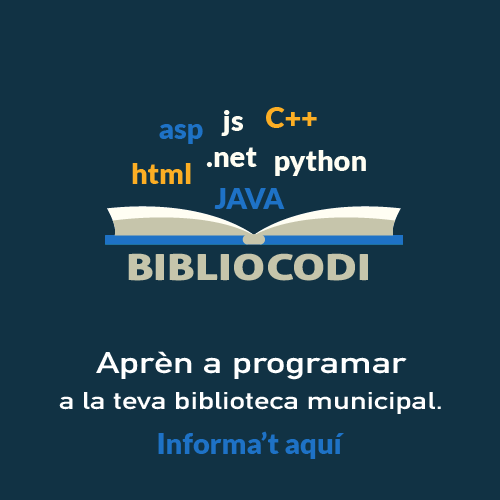 asp js C++
html .net python
JAVA
BIBLIOCODI
Aprèn a programar
a la teva biblioteca municipal.
Informa't aquí